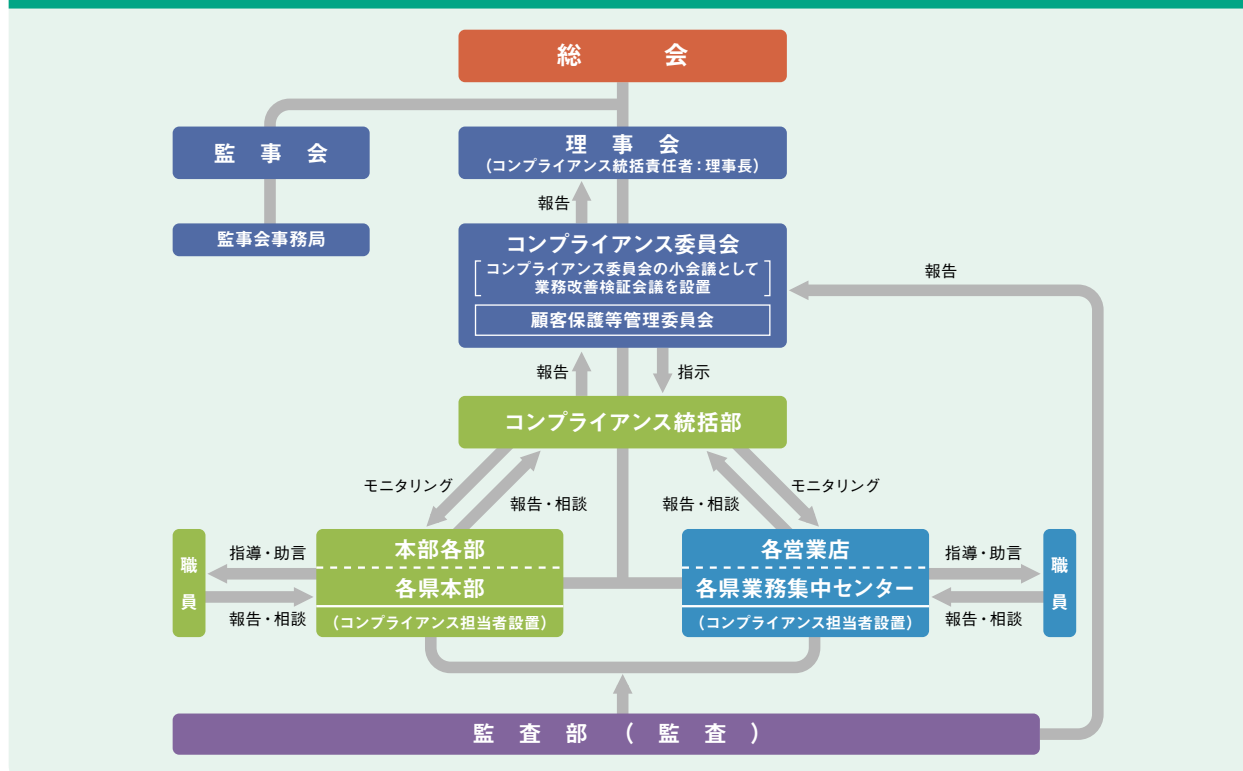 総会
監事会
理事会
(コンプライアンス統括責任者:理事長)
報告
監事会事務局
コンプライアンス委員会
コンプライアンス委員会の小会議として
業務改善検証会議を設置
顧客保護等管理委員会
報告
報告
指示
コンプライアンス統括部
モニタリング
報告・相談
報告・相談
モニタリング
職員
指導・助言
報告・相談
本部各部
各県本部
(コンプライアンス担当者設置)
各営業店
各県業務集中センター
(コンプライアンス担当者設置)
指導・助言
報告・相談
職員
監査部(監査)